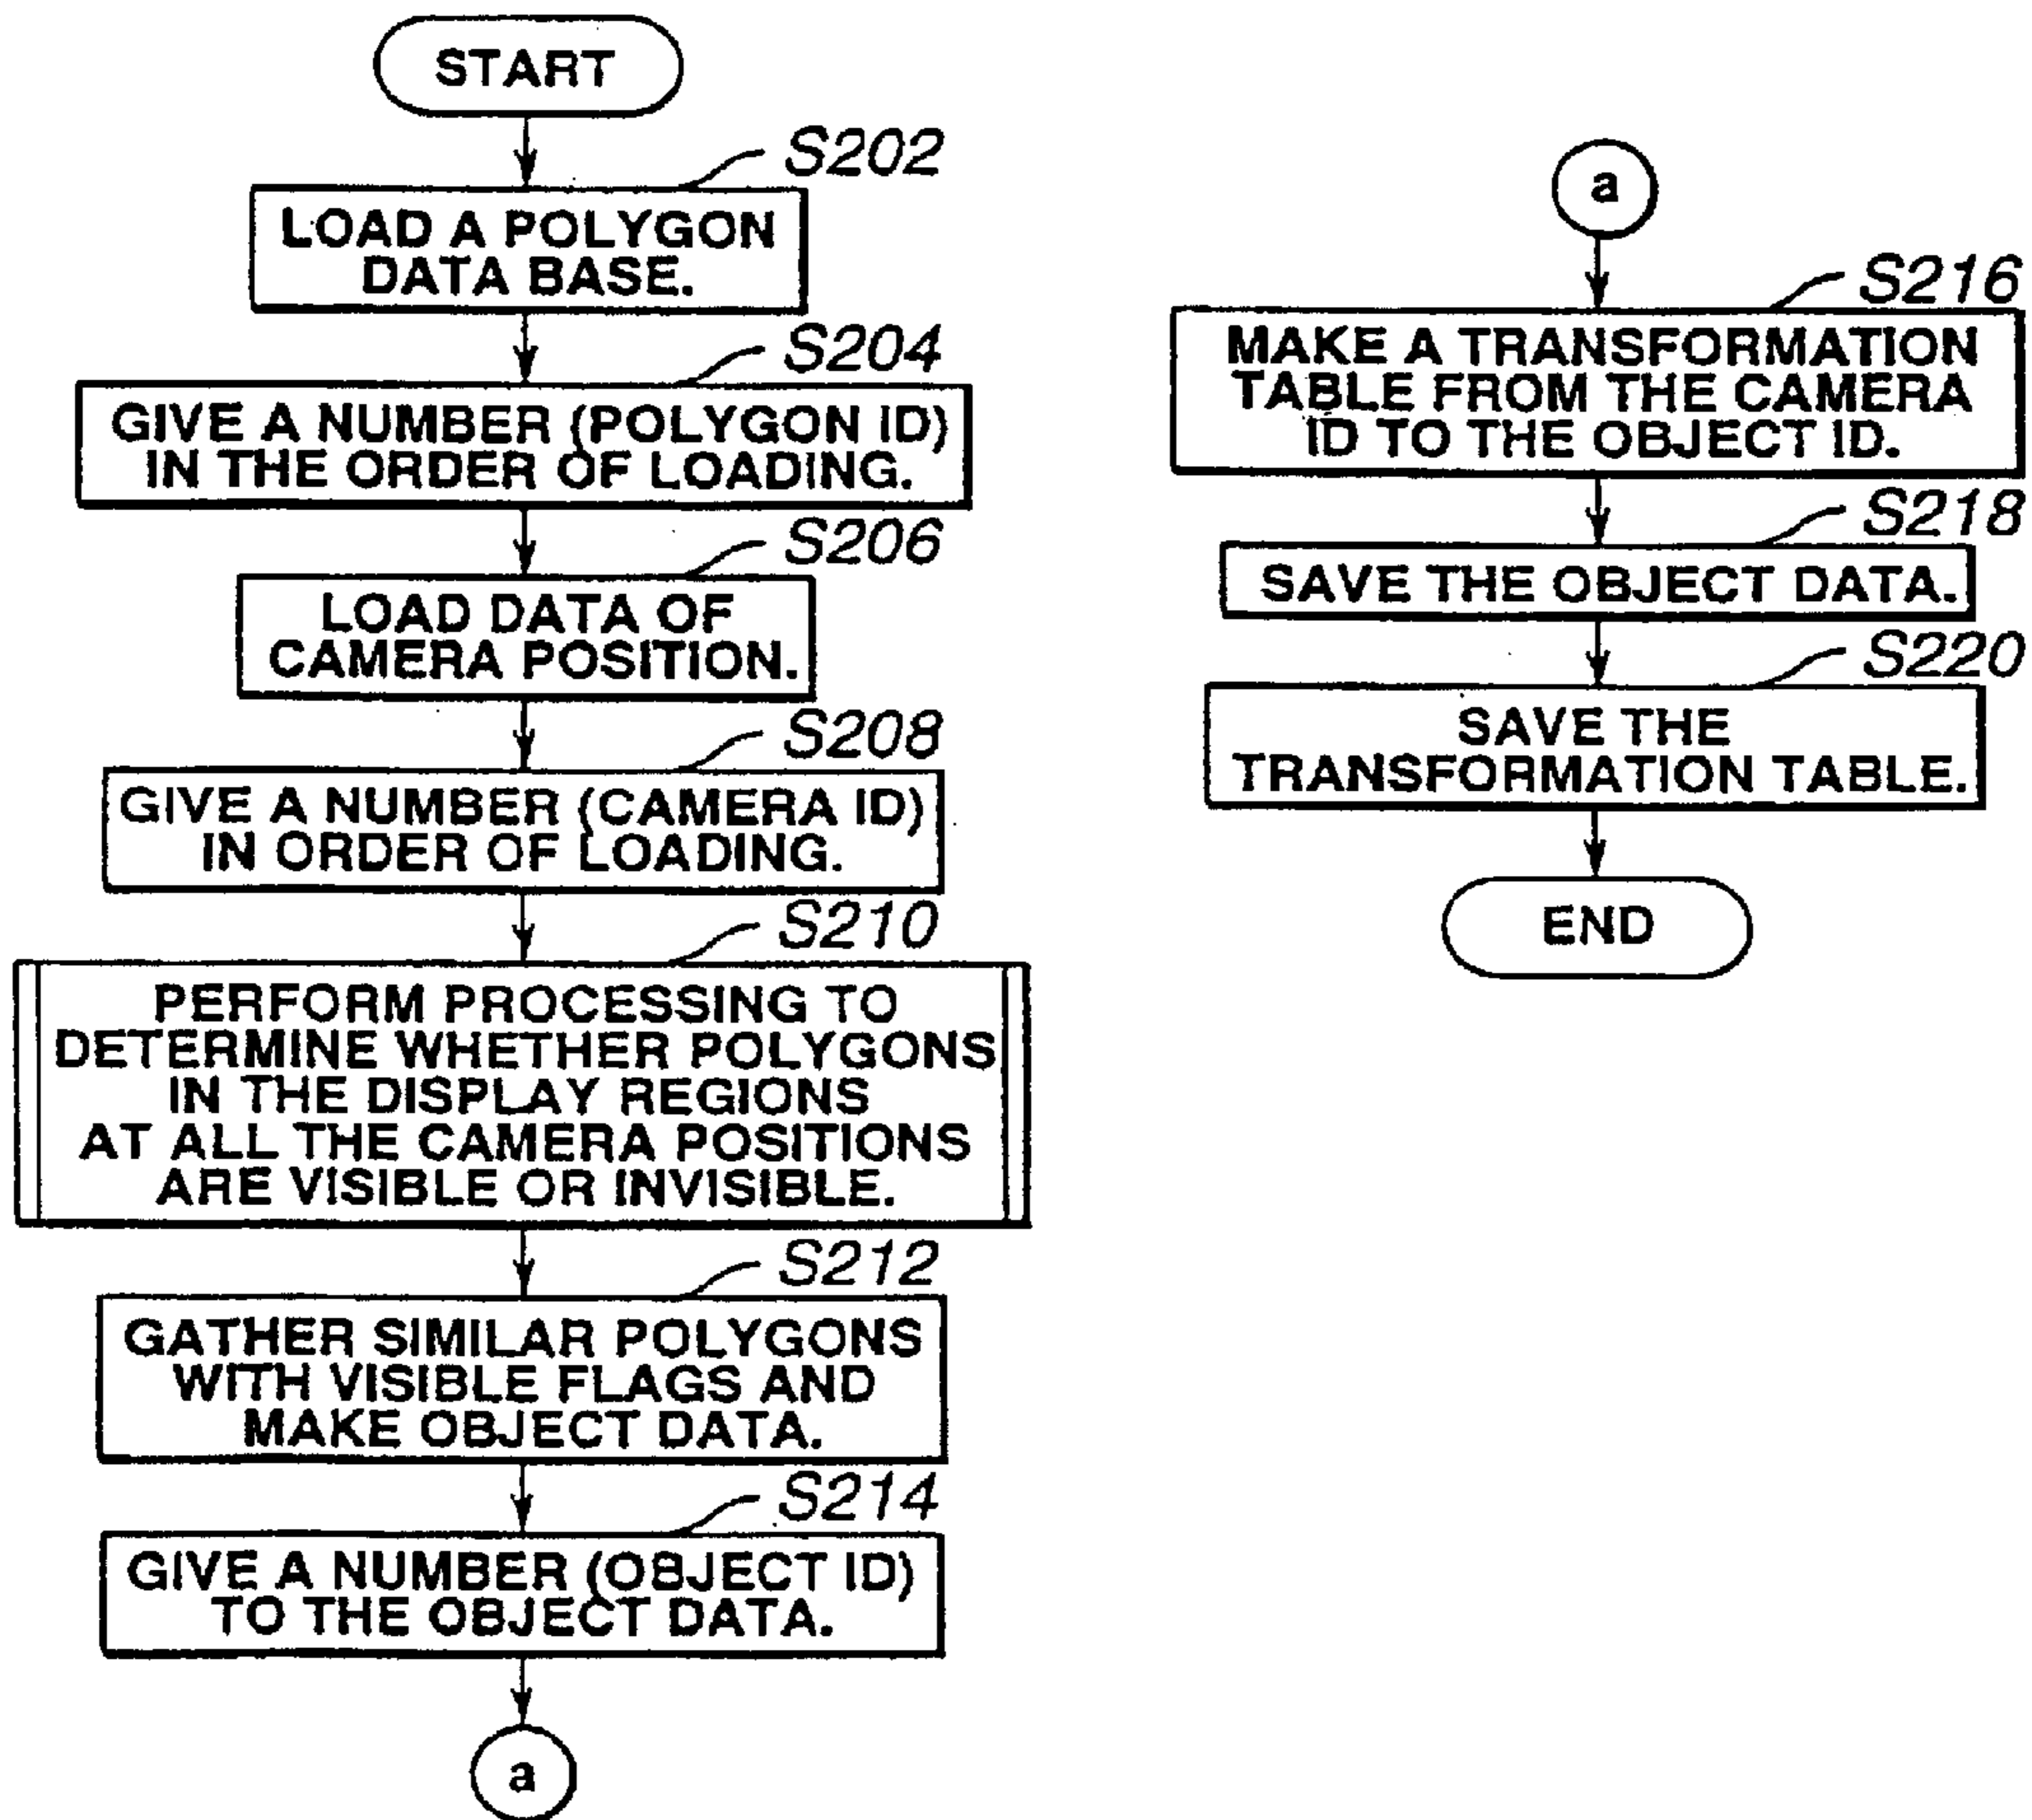 START
S202
LOAD A POLYGON
DATA BASE.
S204
GIVE A NUMBER (POLYGON ID)
IN THE ORDER OF LOADING.
S206
LOAD DATA OF
CAMERA POSITION.
S208
GIVE A NUMBER (CAMERA ID)
IN ORDER OF LOADING.
S210
PERFORM PROCESSING TO
DETERMINE WHETHER POLYGONS
IN THE DISPLAY REGIONS
AT ALL THE CAMERA POSITIONS
ARE VISIBLE OR INVISIBLE.
S212
GATHER SIMILAR POLYGONS
WITH VISIBLE FLAGS AND
MAKE OBJECT DATA.
S214
GIVE A NUMBER (OBJECT ID)
TO THE OBJECT DATA.
a
a
S216
MAKE A TRANSFORMATION
TABLE FROM THE CAMERA
ID TO THE OBJECT ID.
S218
SAVE THE OBJECT DATA.
S220
SAVE THE
TRANSFORMATION TABLE.
END